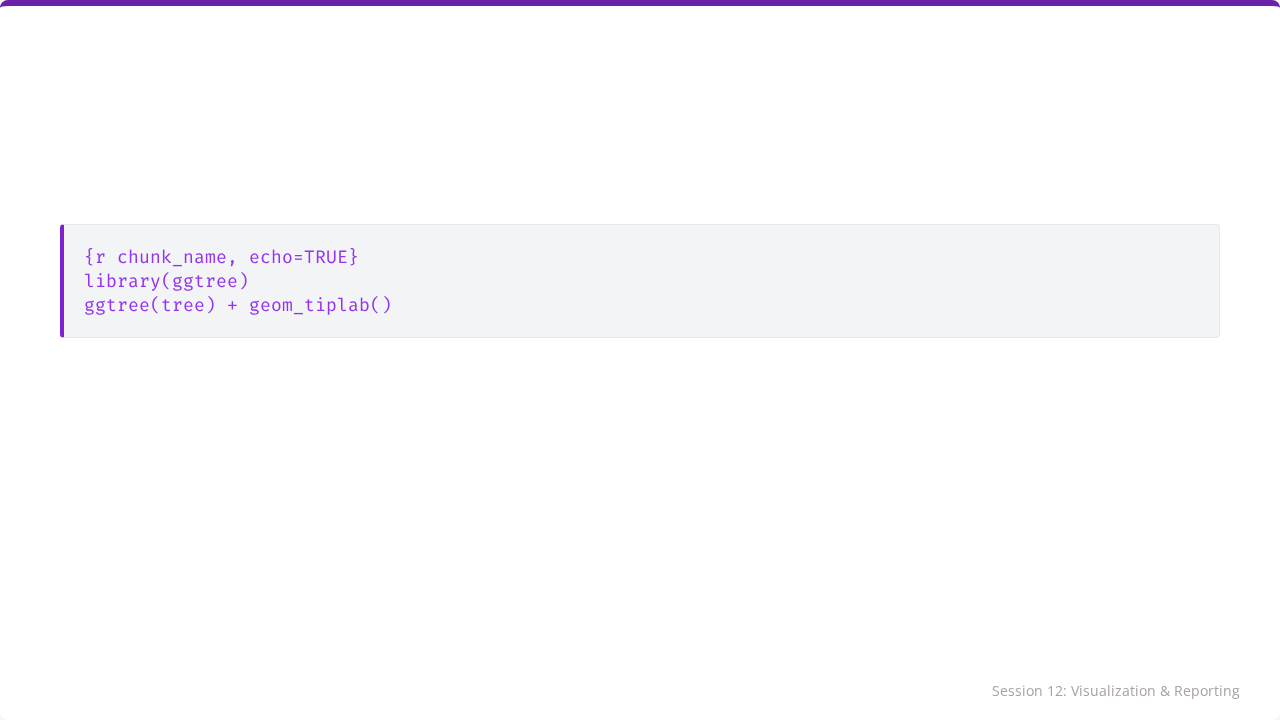 {r chunk_name, echo=TRUE}
library(ggtree)
ggtree(tree) + geom_tiplab()
Session 12: Visualization & Reporting